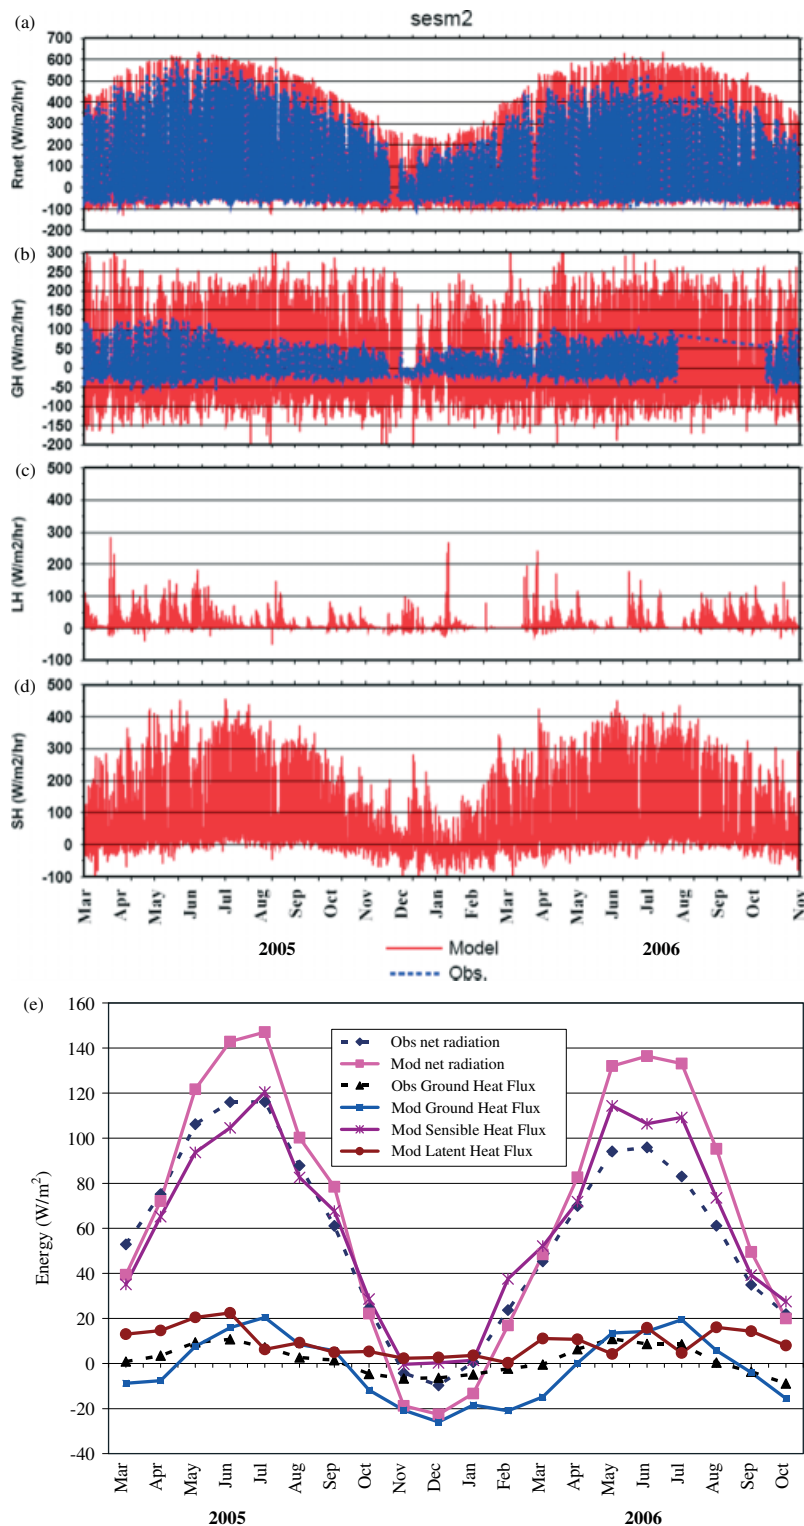 sesm2
(a)
Rnet (W/m2/hr)
700
600
500
400
300
200
100
0
-100
-200
(b)
GH (W/m2/hr)
300
250
200
150
100
50
0
-50
-100
-150
-200
(c)
LH (W/m2/hr)
500
400
300
200
100
0
-100
(d)
SH (W/m2/hr)
500
400
300
200
100
0
-100
Mar Apr May Jun Jul Aug Sep Oct Nov Dec Jan Feb Mar Apr May Jun Jul Aug Sep Oct Nov
2005 2006
Model
Obs.
(e)
Energy (W/m²)
160
140
120
100
80
60
40
20
0
-20
-40
Obs net radiation
Mod net radiation
Obs Ground Heat Flux
Mod Ground Heat Flux
Mod Sensible Heat Flux
Mod Latent Heat Flux
Mar Apr May Jun Jul Aug Sep Oct Nov Dec Jan Feb Mar Apr May Jun Jul Aug Sep Oct
2005 2006